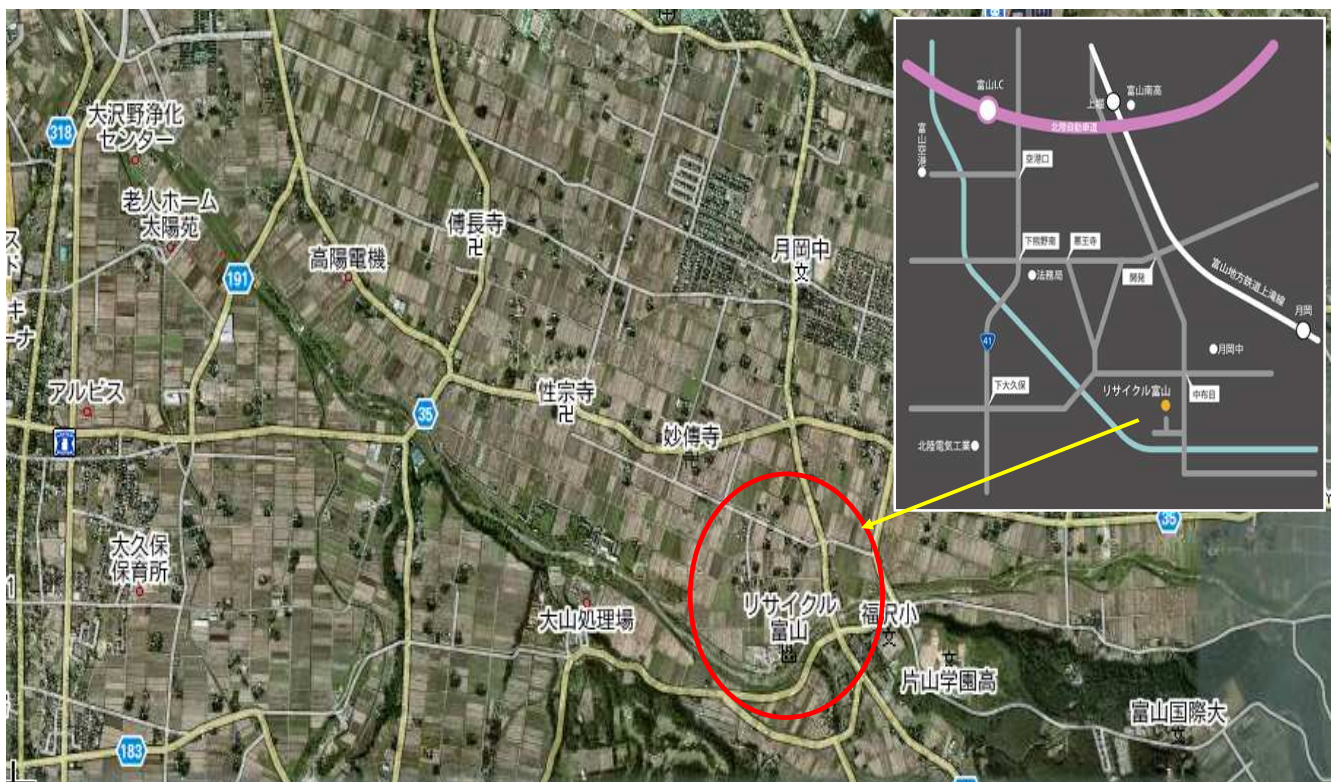 318
大沢野浄化
センター
老人ホーム
太陽苑
191
高陽電機
傅長寺
月岡中
文
アルビス
35
性宗寺
妙傳寺
大久保
保育所
大山処理場
リサイクル
富山
福沢小
文
片山学園高
文
富山国際大
文
183
35
富山I.C
上堀
富山南高
北陸自動車道
富山空港
空港口
下熊野南
悪王寺
法務局
開発
富山地方鉄道上滝線
月岡
41
月岡中
下大久保
リサイクル富山
中布目
北陸電気工業